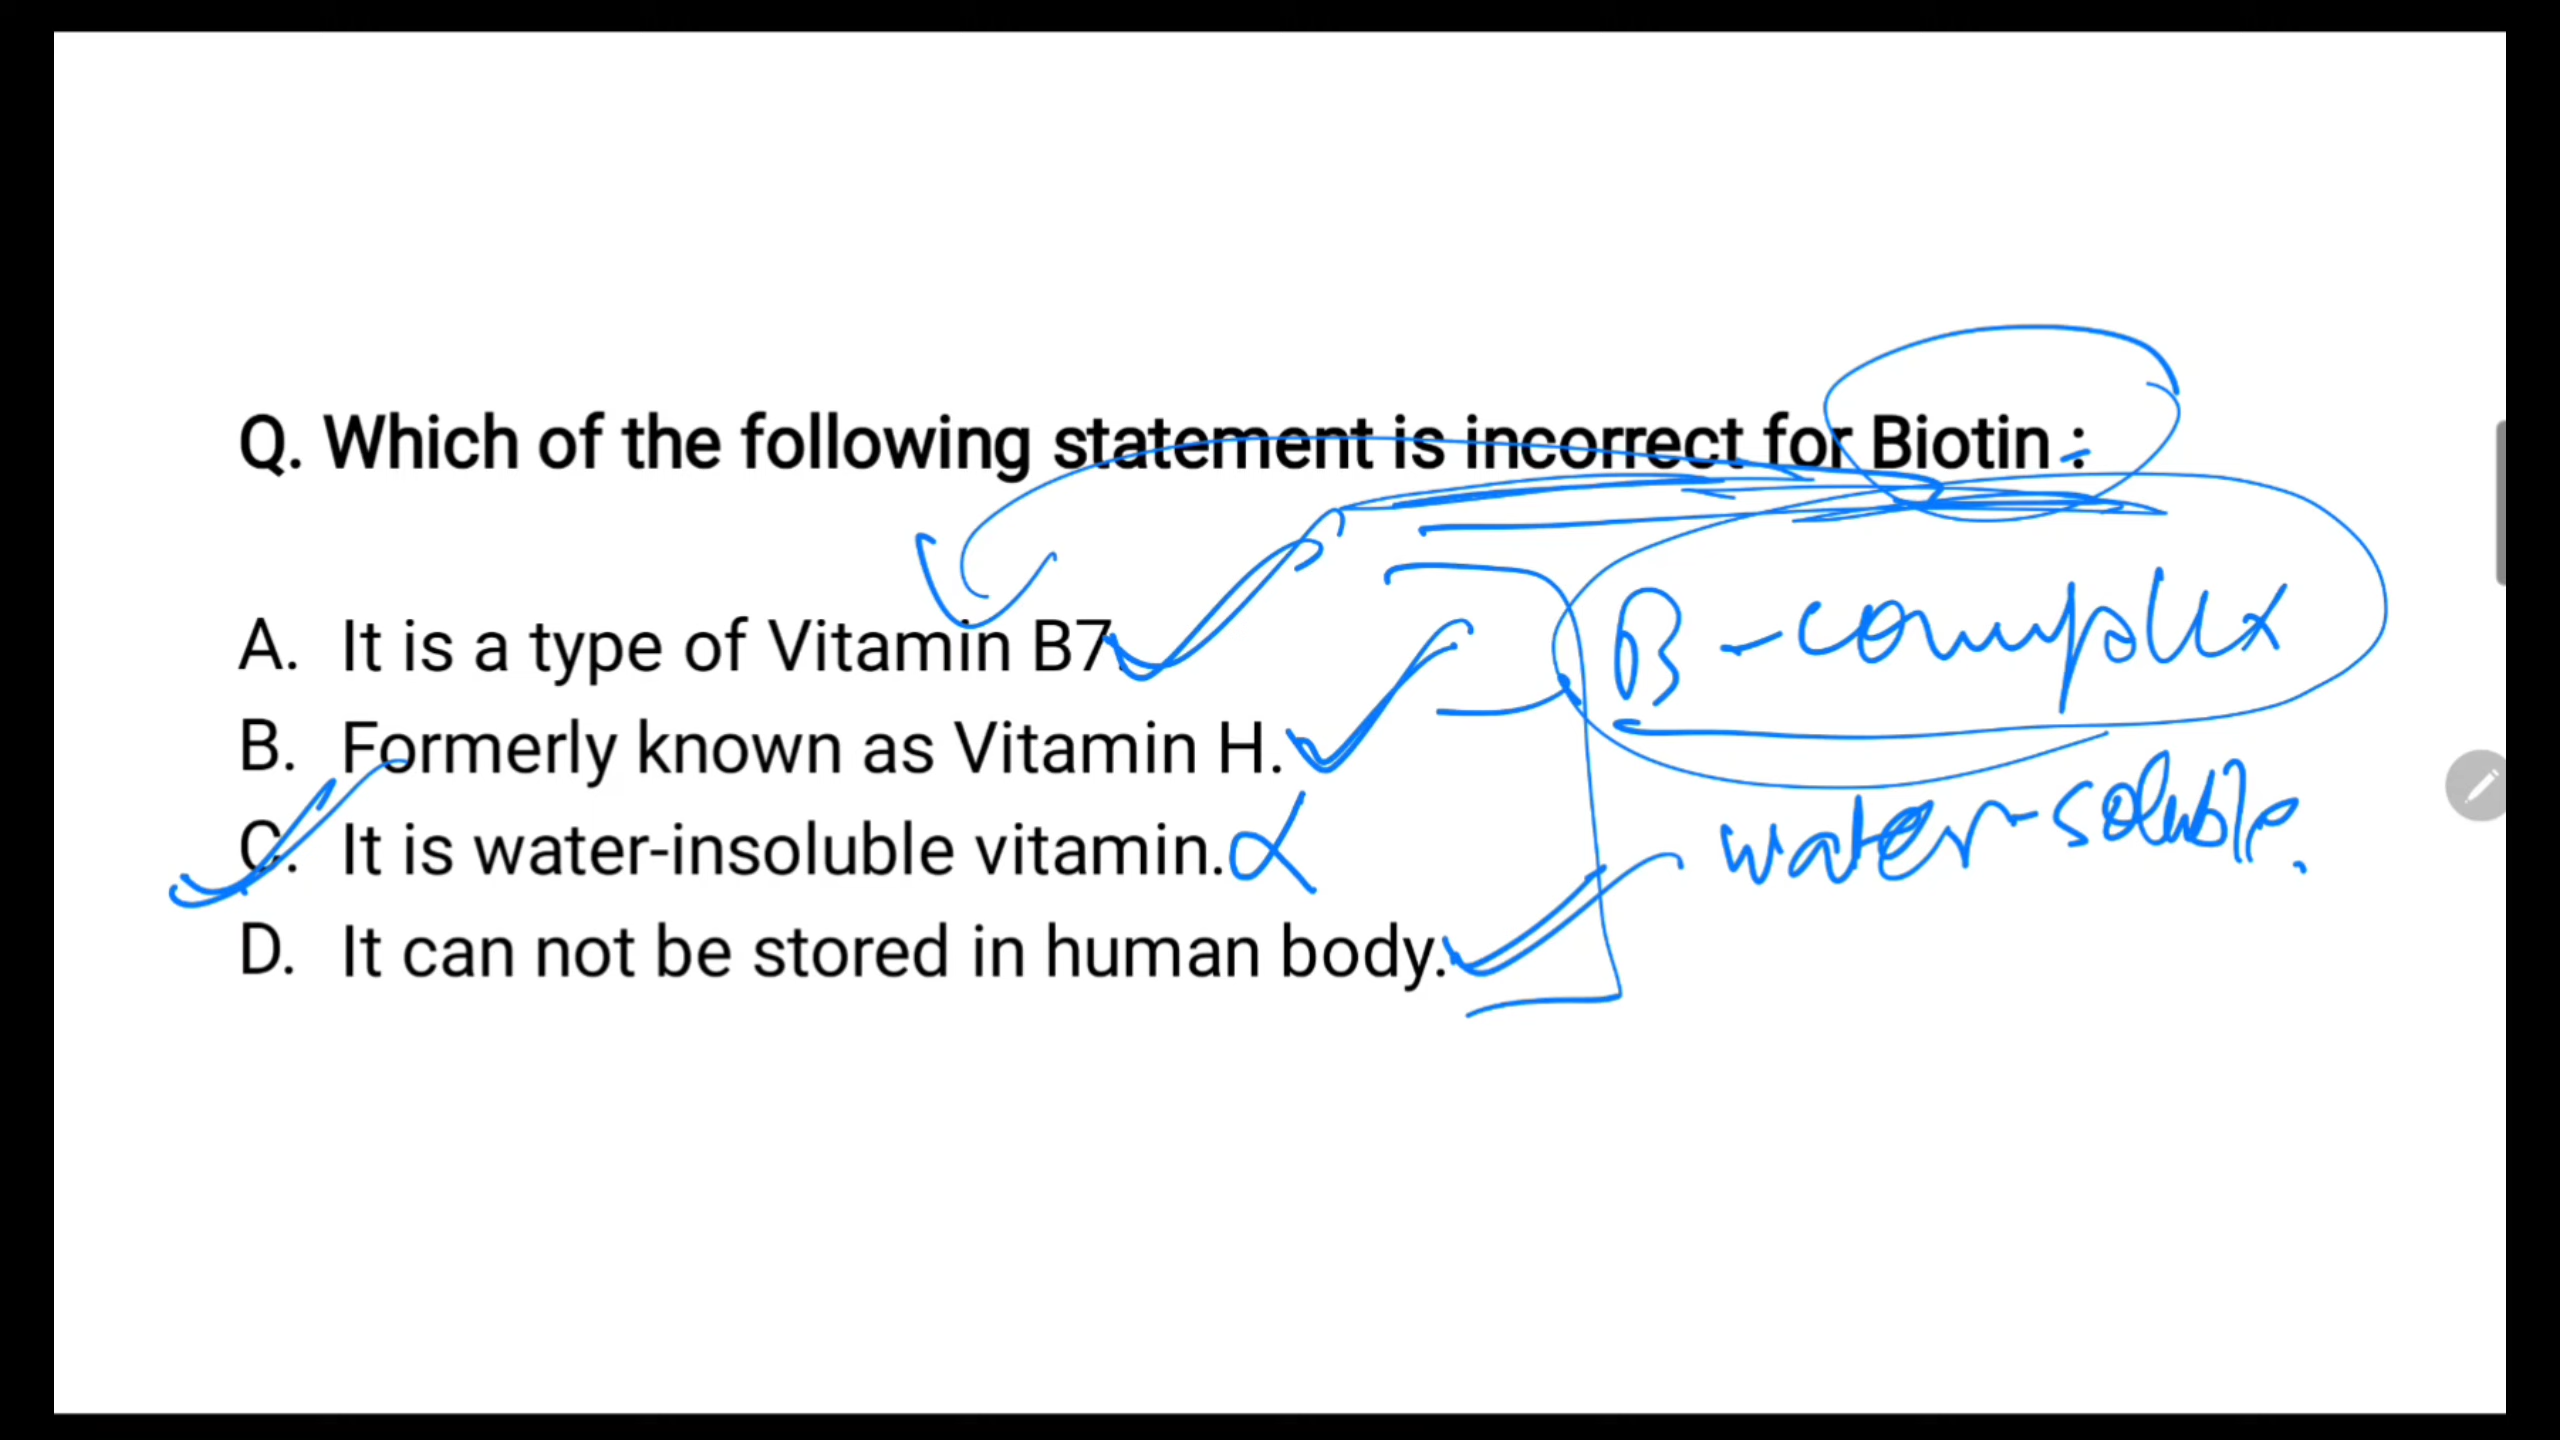 Q. Which of the following statement is incorrect for Biotin :
A. It is a type of Vitamin B7.
B-complex
B. Formerly known as Vitamin H.
C. It is water-insoluble vitamin.
water-soluble.
D. It can not be stored in human body.